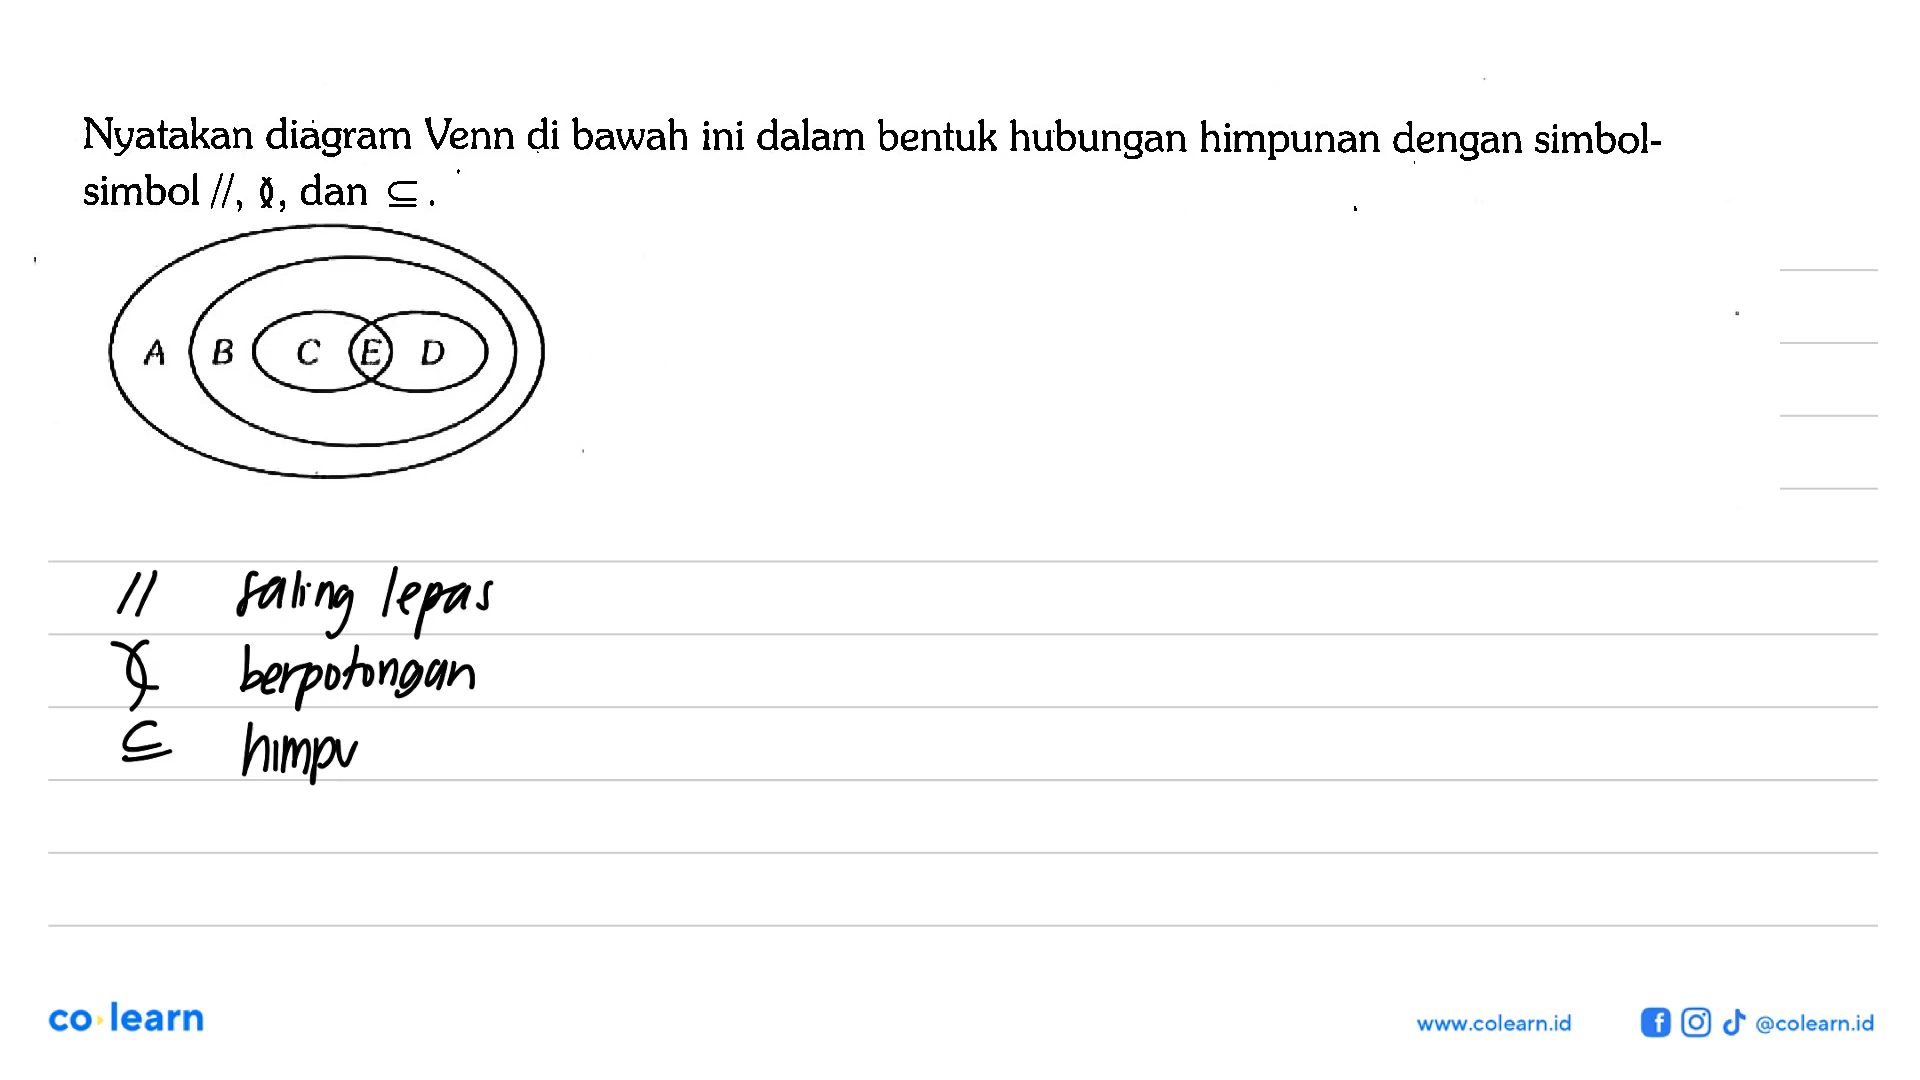 Nyatakan diagram Venn di bawah ini dalam bentuk hubungan himpunan dengan simbol-
simbol //, ≬, dan ⊆ .
A B C E D
// saling lepas
≬ berpotongan
⊆ himpu
co learn
www.colearn.id @colearn.id